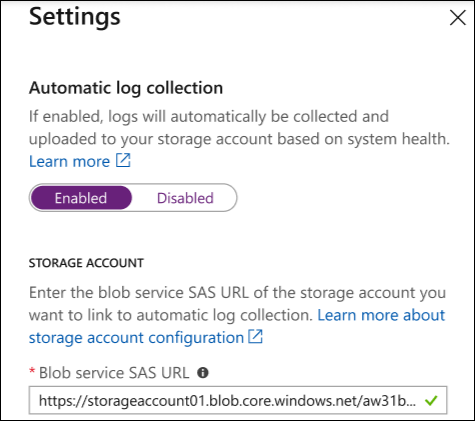 Settings
Automatic log collection
If enabled, logs will automatically be collected and
uploaded to your storage account based on system health.
Learn more
Enabled Disabled
STORAGE ACCOUNT
Enter the blob service SAS URL of the storage account you
want to link to automatic log collection. Learn more about
storage account configuration
* Blob service SAS URL
https://storageaccount01.blob.core.windows.net/aw31b...